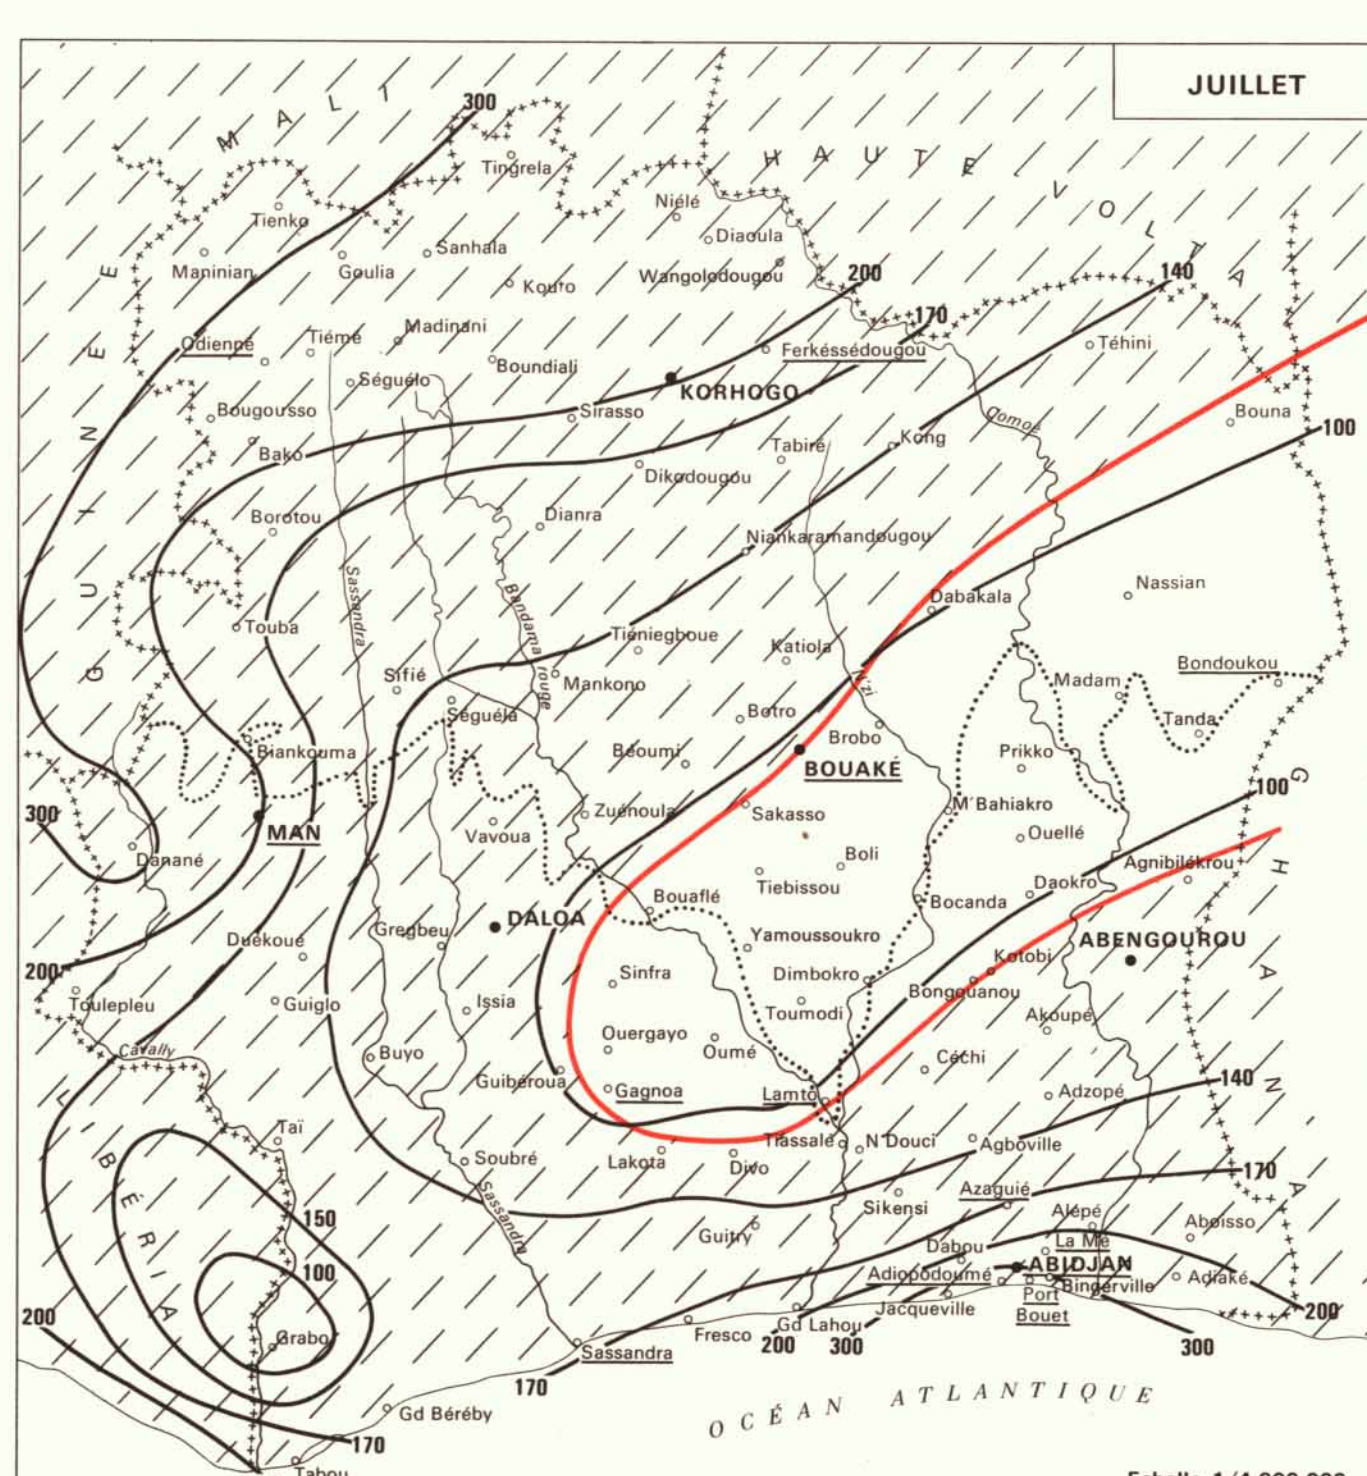 JUILLET
MALI
300
Tingrela
HAUTE-VOLTA
Niélé
Tienko
Diaoula
Sanhala
Maninian
Goulia
Wangolodougou
200
140
Kouto
170
Madinani
Tiémé
Odienné
Ferkéssédougou
Téhini
Boundiali
Séguélo
KORHOGO
Bougousso
Sirasso
Comoé
Bouna
100
Kong
Tabiré
Bako
Dikodougou
GUINEE
Borotou
Dianra
Niankaramandougou
Sassandra
Bandama rouge
Nassian
Dabakala
Touba
Tiéniegboue
Katiola
Bondoukou
Sifié
Mankono
N'zi
Madam
Séguéla
Botro
Tanda
Brobo
Biankouma
Béoumi
Prikko
BOUAKÉ
GHANA
100
M'Bahiakro
300
Zuénoula
Sakasso
MAN
Vavoua
Ouellé
Danané
Boli
Agnibilékrou
Tiebissou
Daokro
Bouaflé
Bocanda
DALOA
Gregbeu
Duékoué
Yamoussoukro
ABENGOUROU
Kotobi
200
Sinfra
Dimbokro
Bongouanou
Toulepleu
Guiglo
Issia
Toumodi
Akoupé
Ouergayo
Oumé
Cavally
Buyo
Céchi
Guibéroua
140
Gagnoa
Lamto
Adzopé
LIBÉRIA
Taï
Tiassalé
N'Douci
Agboville
Soubré
Lakota
Divo
170
Azaguié
Sassandra
Sikensi
150
Alépé
Aboisso
Guitry
La Mé
Dabou
ABIDJAN
100
Adiopodoumé
Bingerville
Adiaké
Port
Bouet
Jacqueville
200
200
Gd Lahou
Fresco
Grabo
Sassandra
200
300
300
170
OCÉAN ATLANTIQUE
Gd Béréby
170
Tabou